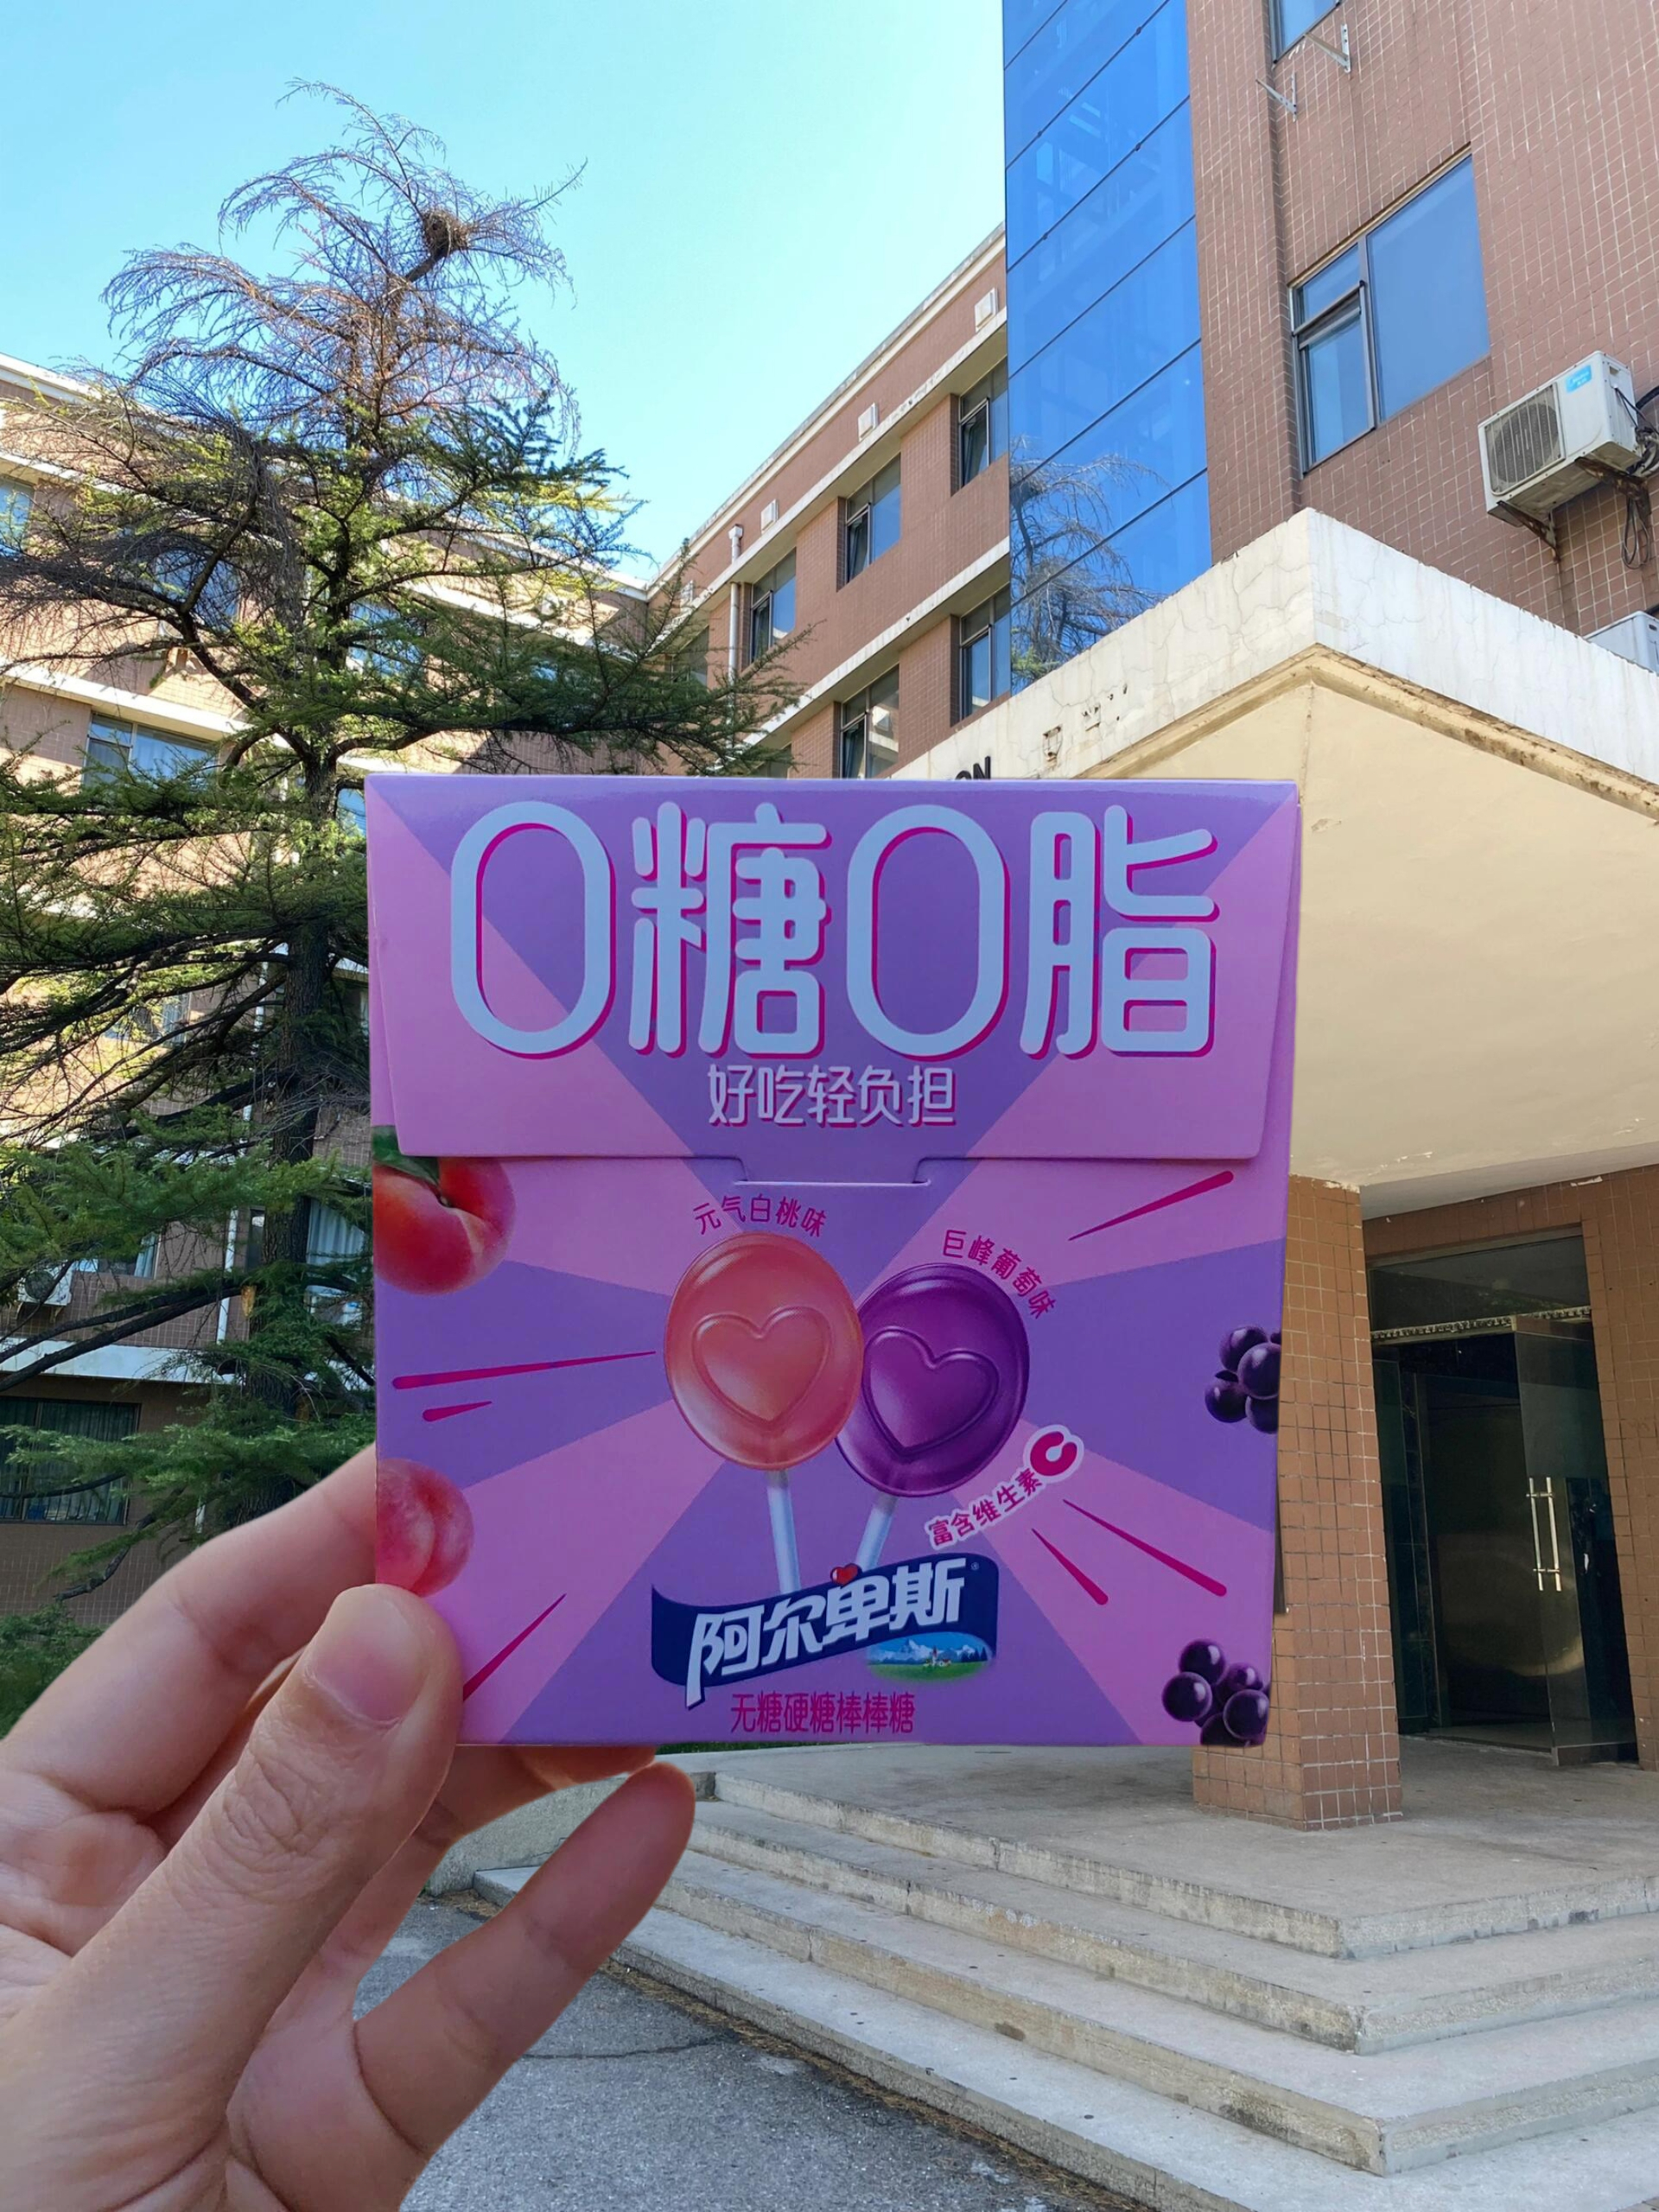 ON
0糖0脂
好吃轻负担
元气白桃味
巨峰葡萄味
富含维生素C
阿尔卑斯®
无糖硬糖棒棒糖